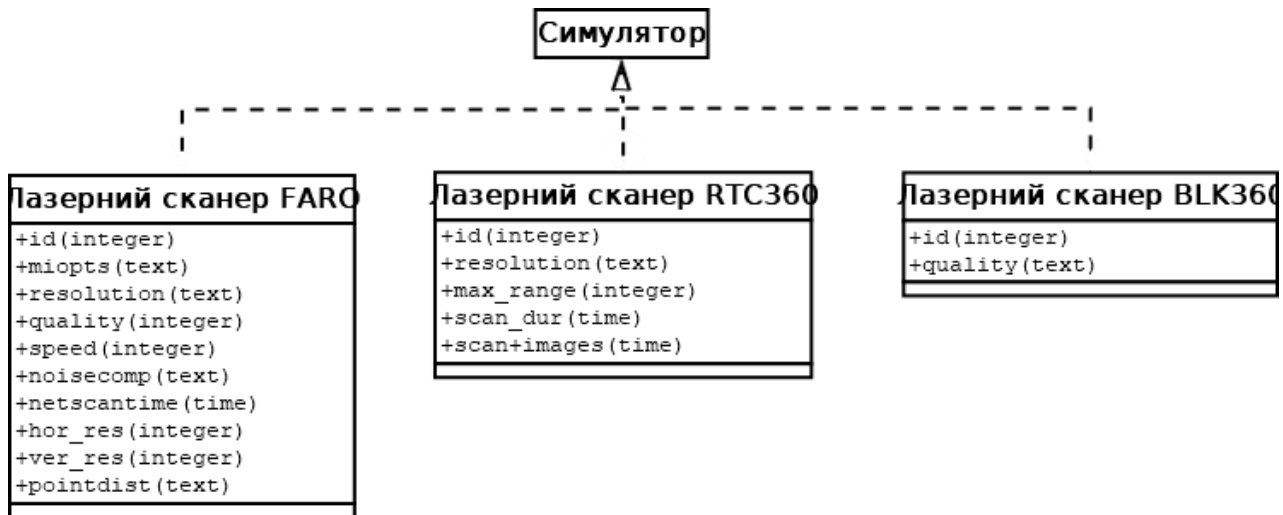 Симулятор
Лазерний сканер FARO
+id(integer)
+miopts(text)
+resolution(text)
+quality(integer)
+speed(integer)
+noisecomp(text)
+netscantime(time)
+hor_res(integer)
+ver_res(integer)
+pointdist(text)
Лазерний сканер RTC360
+id(integer)
+resolution(text)
+max_range(integer)
+scan_dur(time)
+scan+images(time)
Лазерний сканер BLK360
+id(integer)
+quality(text)